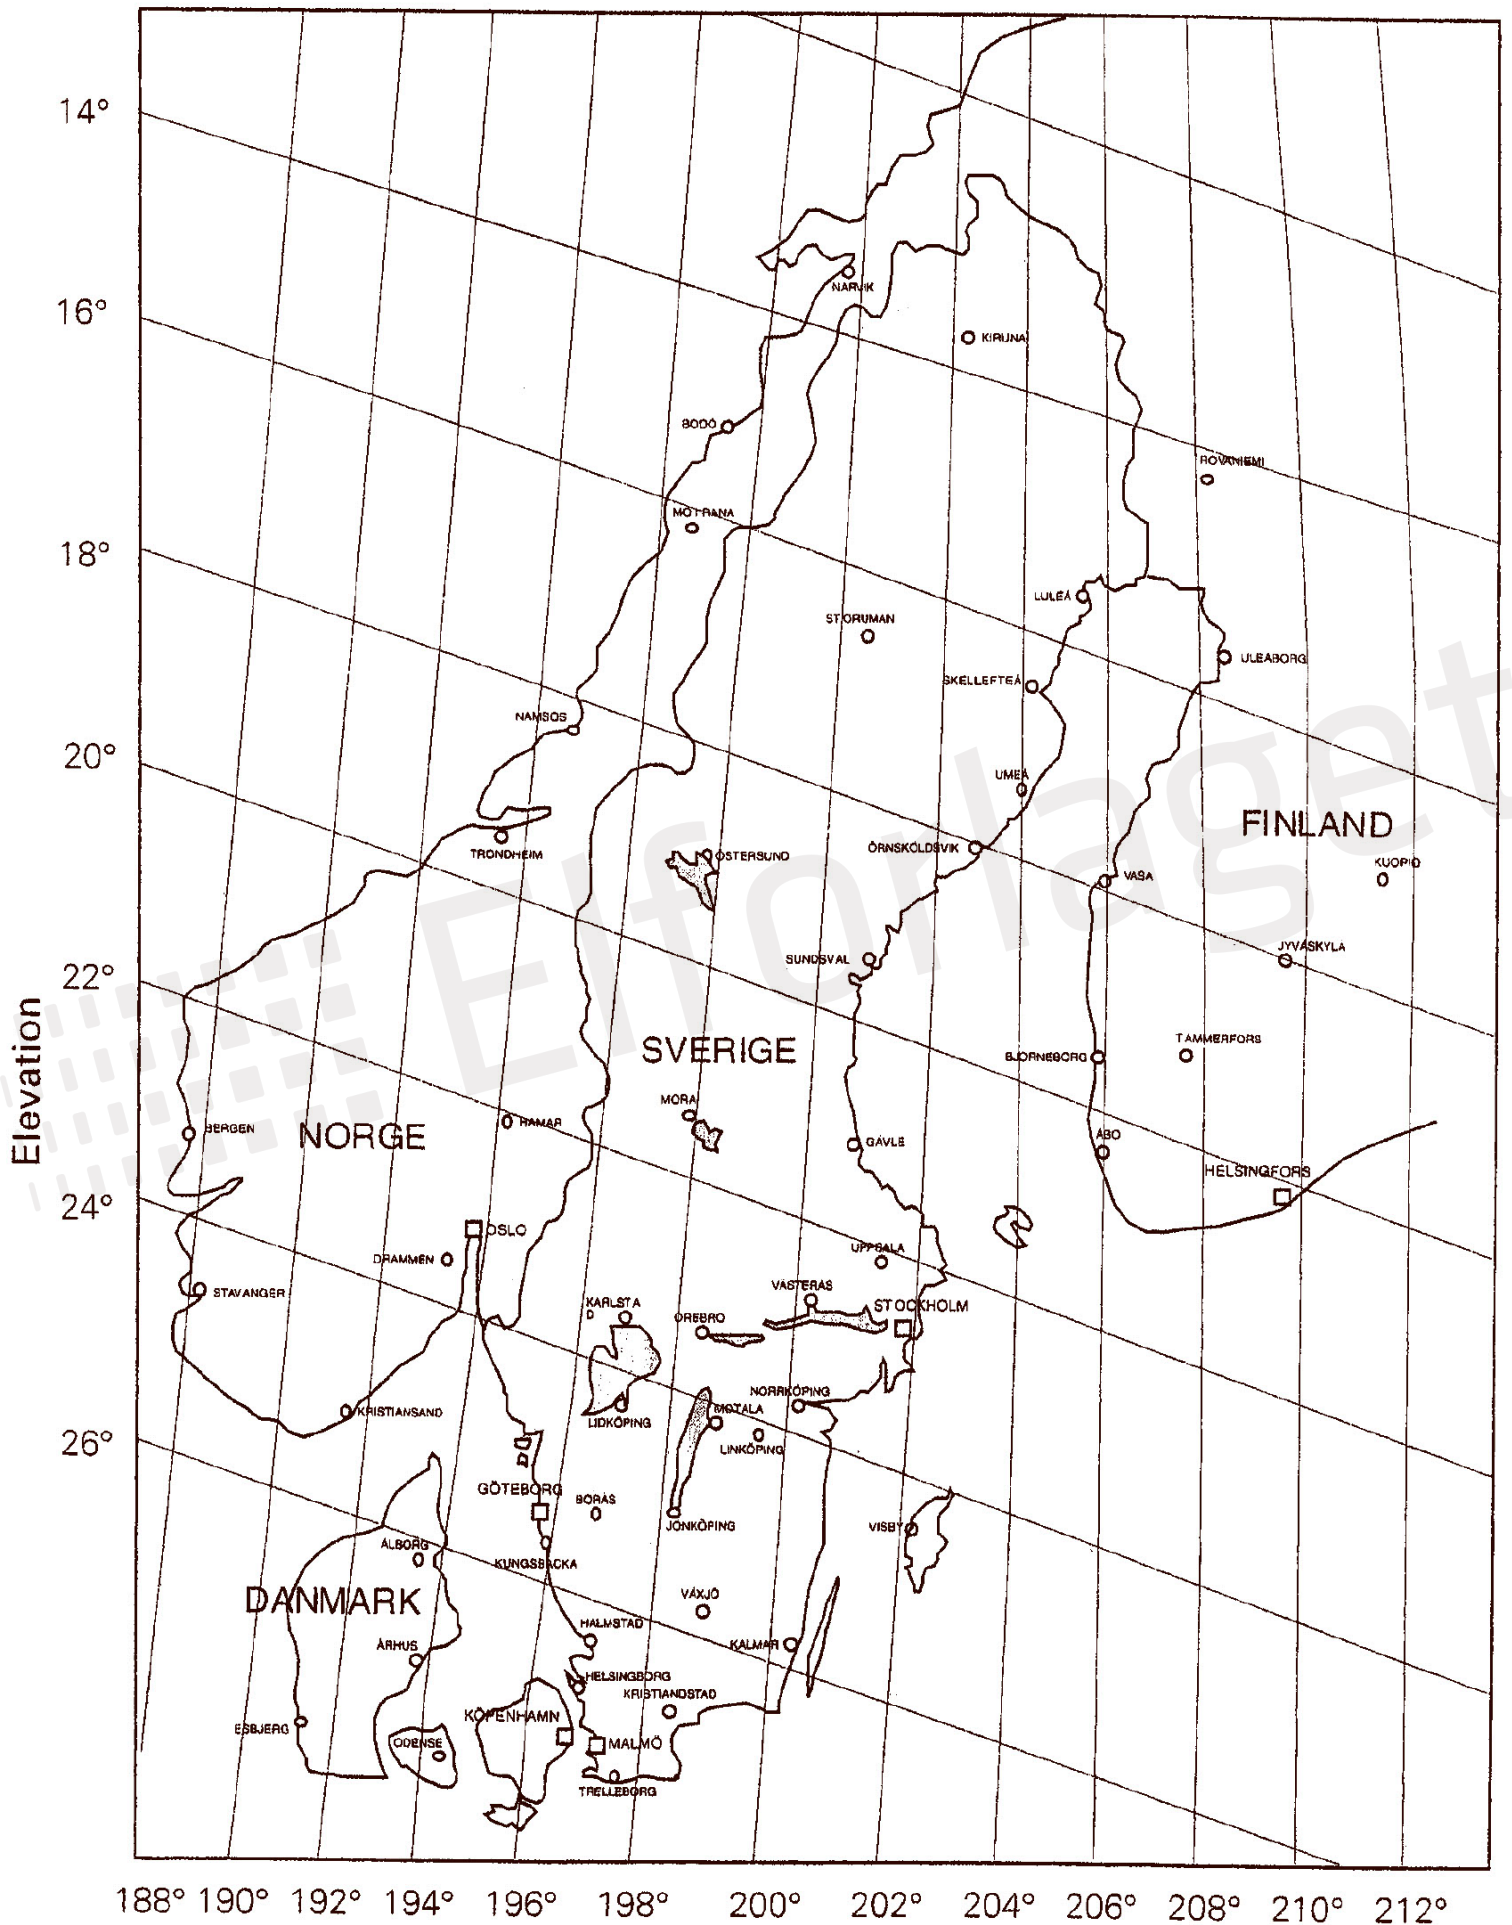 14°
16°
NARVIK
KIRUNA
BODÖ
ROVANIEMI
MO I RANA
18°
LULEÅ
STORUMAN
ULEABORG
SKELLEFTEÅ
NAMSOS
20°
UMEÅ
FINLAND
ÖRNSKÖLDSVIK
TRONDHEIM
ÖSTERSUND
KUOPIO
VASA
Elforlaget
JYVÄSKYLA
SUNDSVAL
22°
Elevation
TAMMERFORS
SVERIGE
BJORNEBORG
MORA
HAMAR
BERGEN
NORGE
ÅBO
GÄVLE
HELSINGFORS
24°
OSLO
UPPSALA
DRAMMEN
VÄSTERÅS
STAVANGER
KARLSTA
D
STOCKHOLM
ÖREBRO
NORRKÖPING
MOTALA
KRISTIANSAND
LIDKÖPING
26°
LINKÖPING
GÖTEBORG
BORÅS
JÖNKÖPING
VISBY
ÅLBORG
KUNGSBACKA
DANMARK
VÄXJÖ
HALMSTAD
ÅRHUS
KALMAR
HELSINGBORG
KRISTIANDSTAD
KÖPENHAMN
ESBJERG
ODENSE
MALMÖ
TRELLEBORG
188° 190° 192° 194° 196° 198° 200° 202° 204° 206° 208° 210° 212°